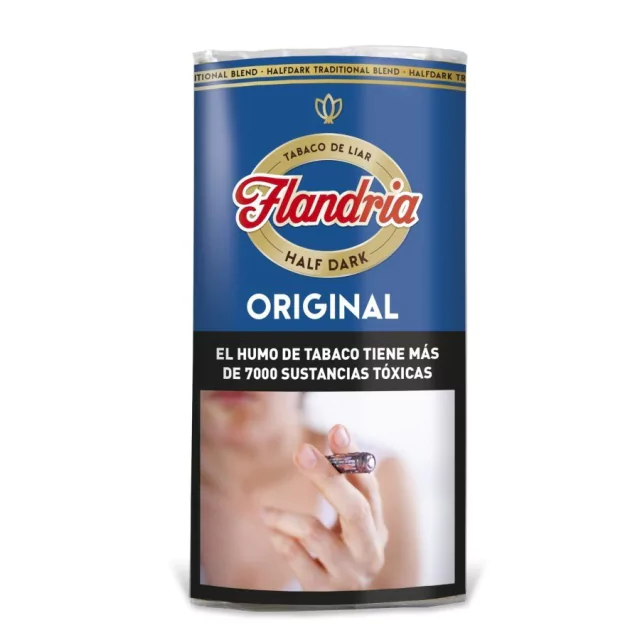 ITIONAL BLEND • HALFDARK TRADITIONAL BLEND • HALFDARK TR
TABACO DE LIAR
Flandria
HALF DARK
ORIGINAL
EL HUMO DE TABACO TIENE MÁS
DE 7000 SUSTANCIAS TÓXICAS